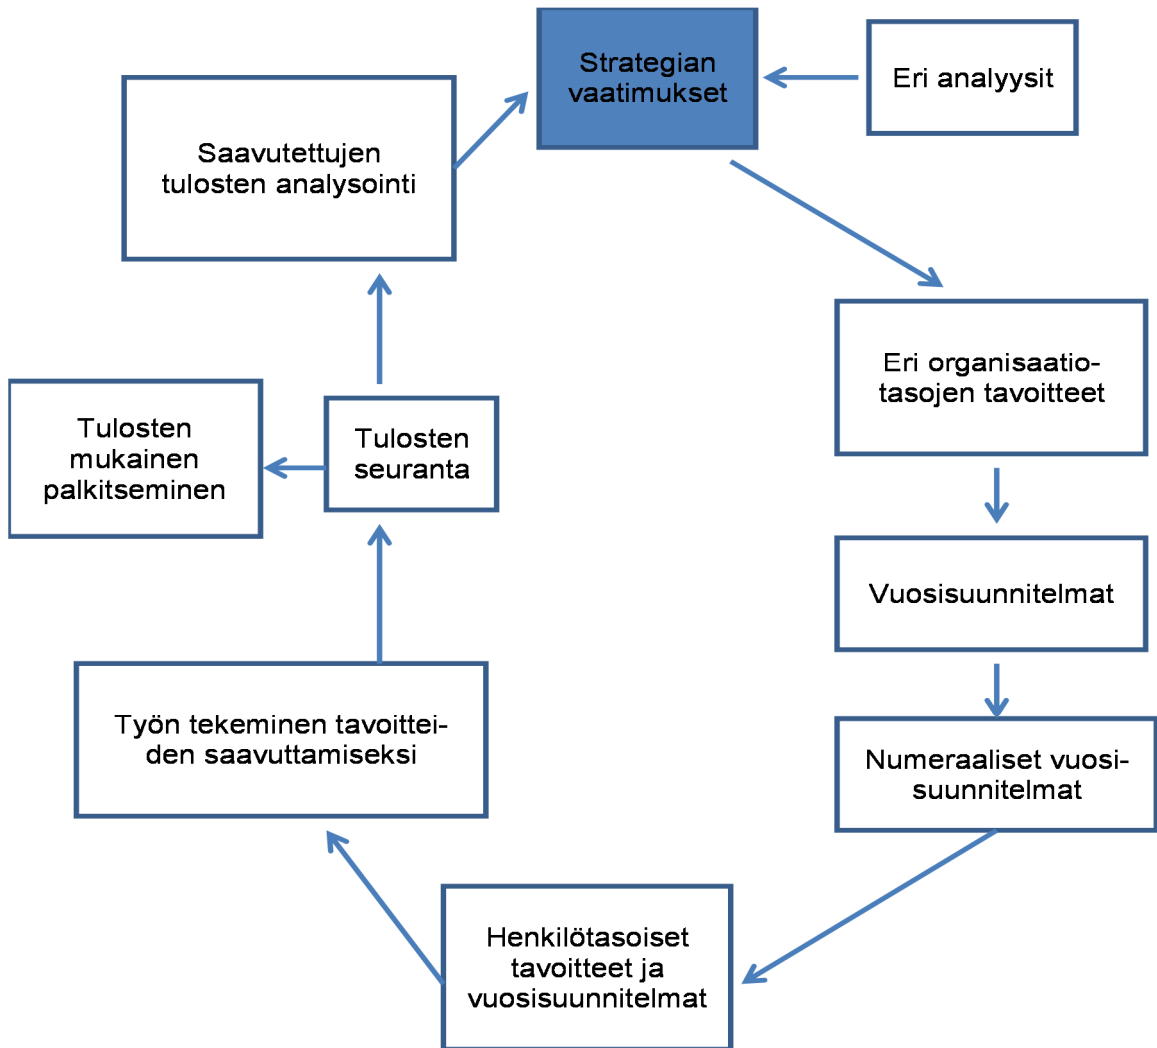 Strategian
vaatimukset
Eri analyysit
Saavutettujen
tulosten analysointi
Eri organisaatio-
tasojen tavoitteet
Tulosten
mukainen
palkitseminen
Tulosten
seuranta
Vuosisuunnitelmat
Työn tekeminen tavoittei-
den saavuttamiseksi
Numeraaliset vuosi-
suunnitelmat
Henkilötasoiset
tavoitteet ja
vuosisuunnitelmat